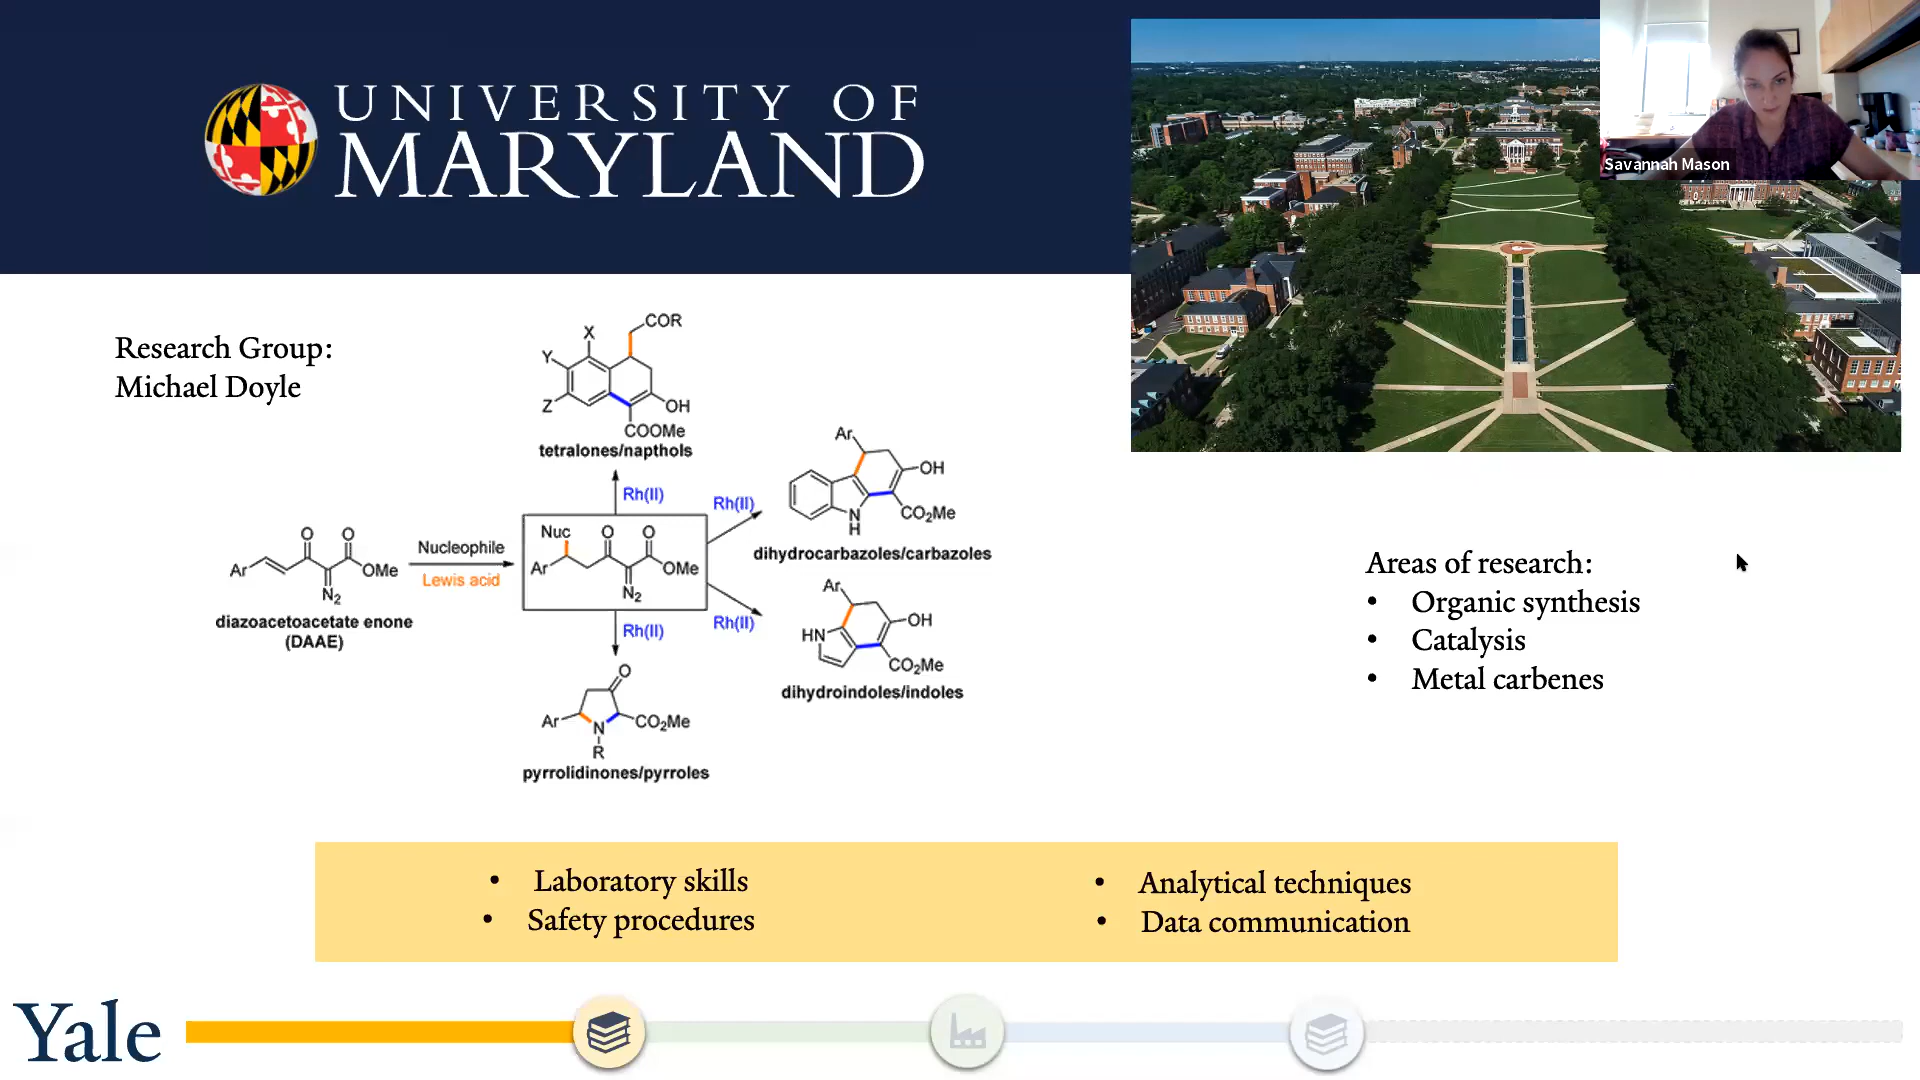 UNIVERSITY OF
MARYLAND
Savannah Mason
Research Group:
Michael Doyle
COR
X
Y
Z
OH
COOMe
tetralones/napthols
Rh(II)
Rh(II)
Ar
OH
N
H
CO₂Me
dihydrocarbazoles/carbazoles
Ar
O
O
OMe
N₂
diazoacetoacetate enone
(DAAE)
Nucleophile
Lewis acid
Nuc
O
O
Ar
OMe
N₂
Rh(II)
Rh(II)
Ar
OH
HN
CO₂Me
dihydroindoles/indoles
O
Ar
N
CO₂Me
R
pyrrolidinones/pyrroles
Areas of research:
• Organic synthesis
• Catalysis
• Metal carbenes
• Laboratory skills
• Safety procedures
• Analytical techniques
• Data communication
Yale